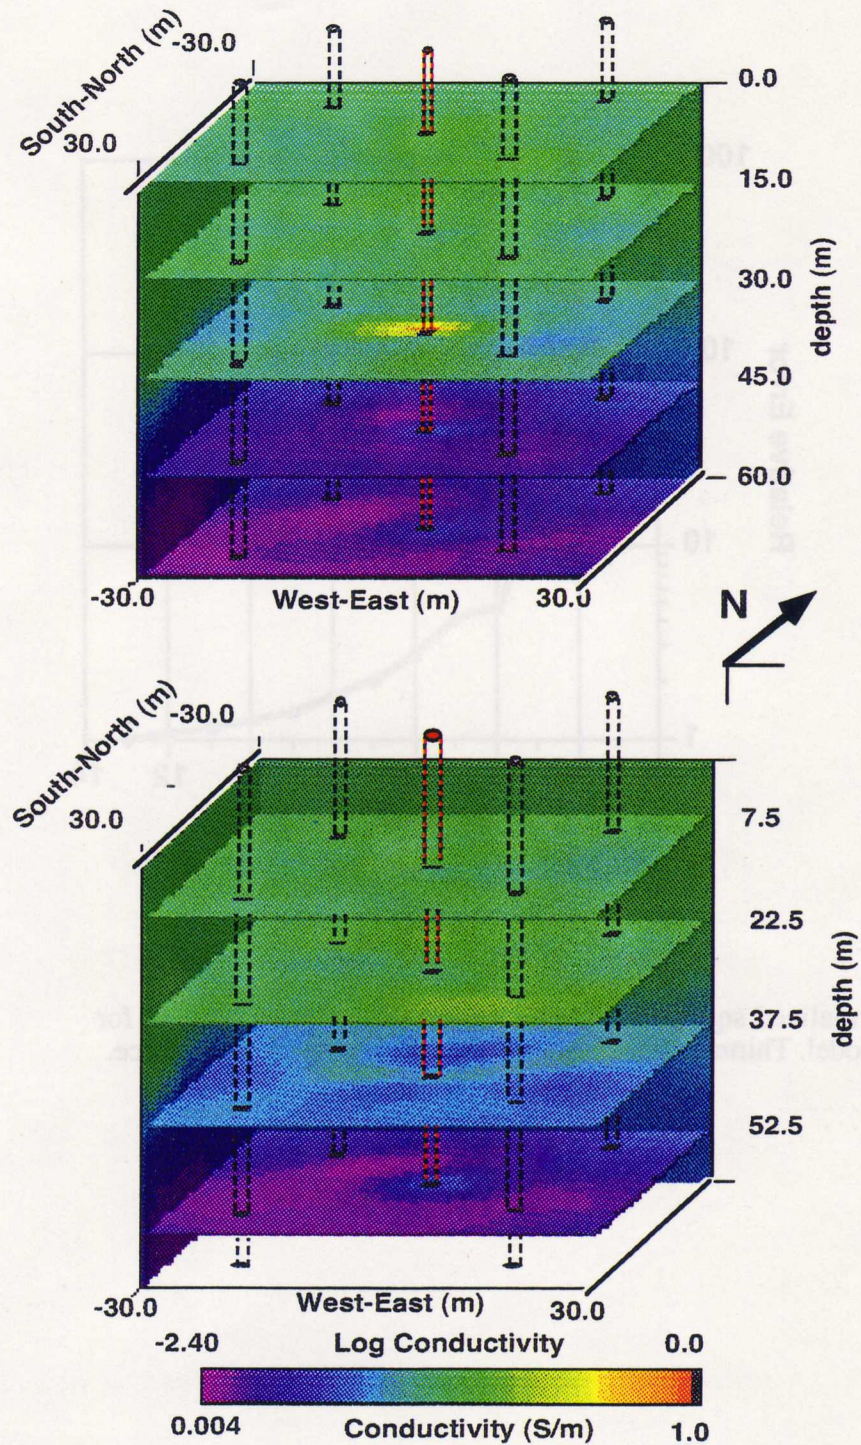 South-North (m)
-30.0
30.0
0.0
15.0
30.0
45.0
60.0
depth (m)
-30.0
West-East (m)
30.0
N
South-North (m)
-30.0
30.0
7.5
22.5
37.5
52.5
depth (m)
-30.0
West-East (m)
30.0
-2.40
Log Conductivity
0.0
0.004
Conductivity (S/m)
1.0